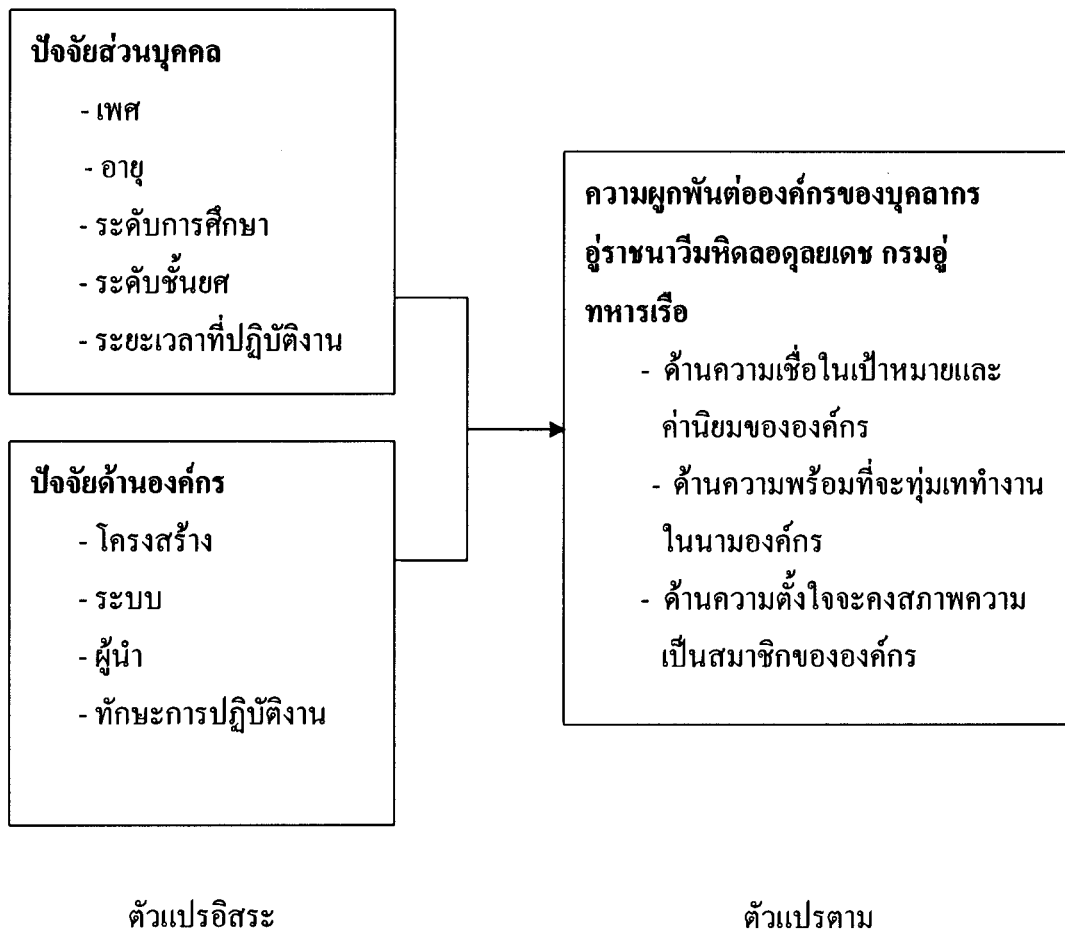 ปัจจัยส่วนบุคคล
- เพศ
- อายุ
- ระดับการศึกษา
- ระดับชั้นยศ
- ระยะเวลาที่ปฏิบัติงาน
ปัจจัยด้านองค์กร
- โครงสร้าง
- ระบบ
- ผู้นำ
- ทักษะการปฏิบัติงาน
ตัวแปรอิสระ
ความผูกพันต่อองค์กรของบุคลากร
อู่ราชนาวีมหิดลอดุลยเดช กรมอู่
ทหารเรือ
- ด้านความเชื่อในเป้าหมายและ
ค่านิยมขององค์กร
- ด้านความพร้อมที่จะทุ่มเททำงาน
ในนามองค์กร
- ด้านความตั้งใจจะคงสภาพความ
เป็นสมาชิกขององค์กร
ตัวแปรตาม